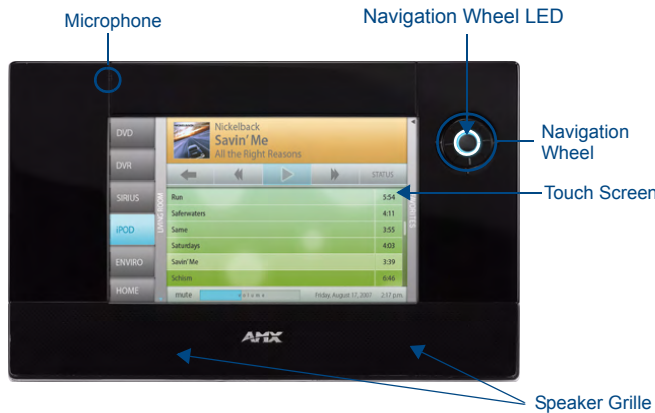 Microphone
Navigation Wheel LED
Navigation
Wheel
Touch Screen
Speaker Grille
DVD
DVR
SIRIUS
iPOD
ENVIRO
HOME
LIVING ROOM
Nickelback
Savin' Me
All the Right Reasons
STATUS
FAVORITES
Run 5:54
Saferwaters 4:11
Same 3:55
Saturdays 4:03
Savin' Me 3:39
Schism 6:46
mute volume Friday, August 17, 2007 2:17 p.m.
AMX